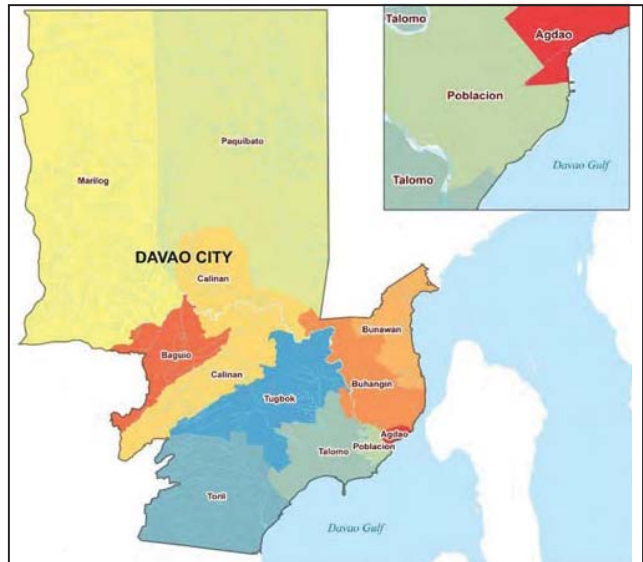 Talomo
Agdao
Poblacion
Talomo
Davao Gulf
Paquibato
Marilog
DAVAO CITY
Calinan
Bunawan
Baguio
Calinan
Buhangin
Tugbok
Agdao
Poblacion
Talomo
Toril
Davao Gulf